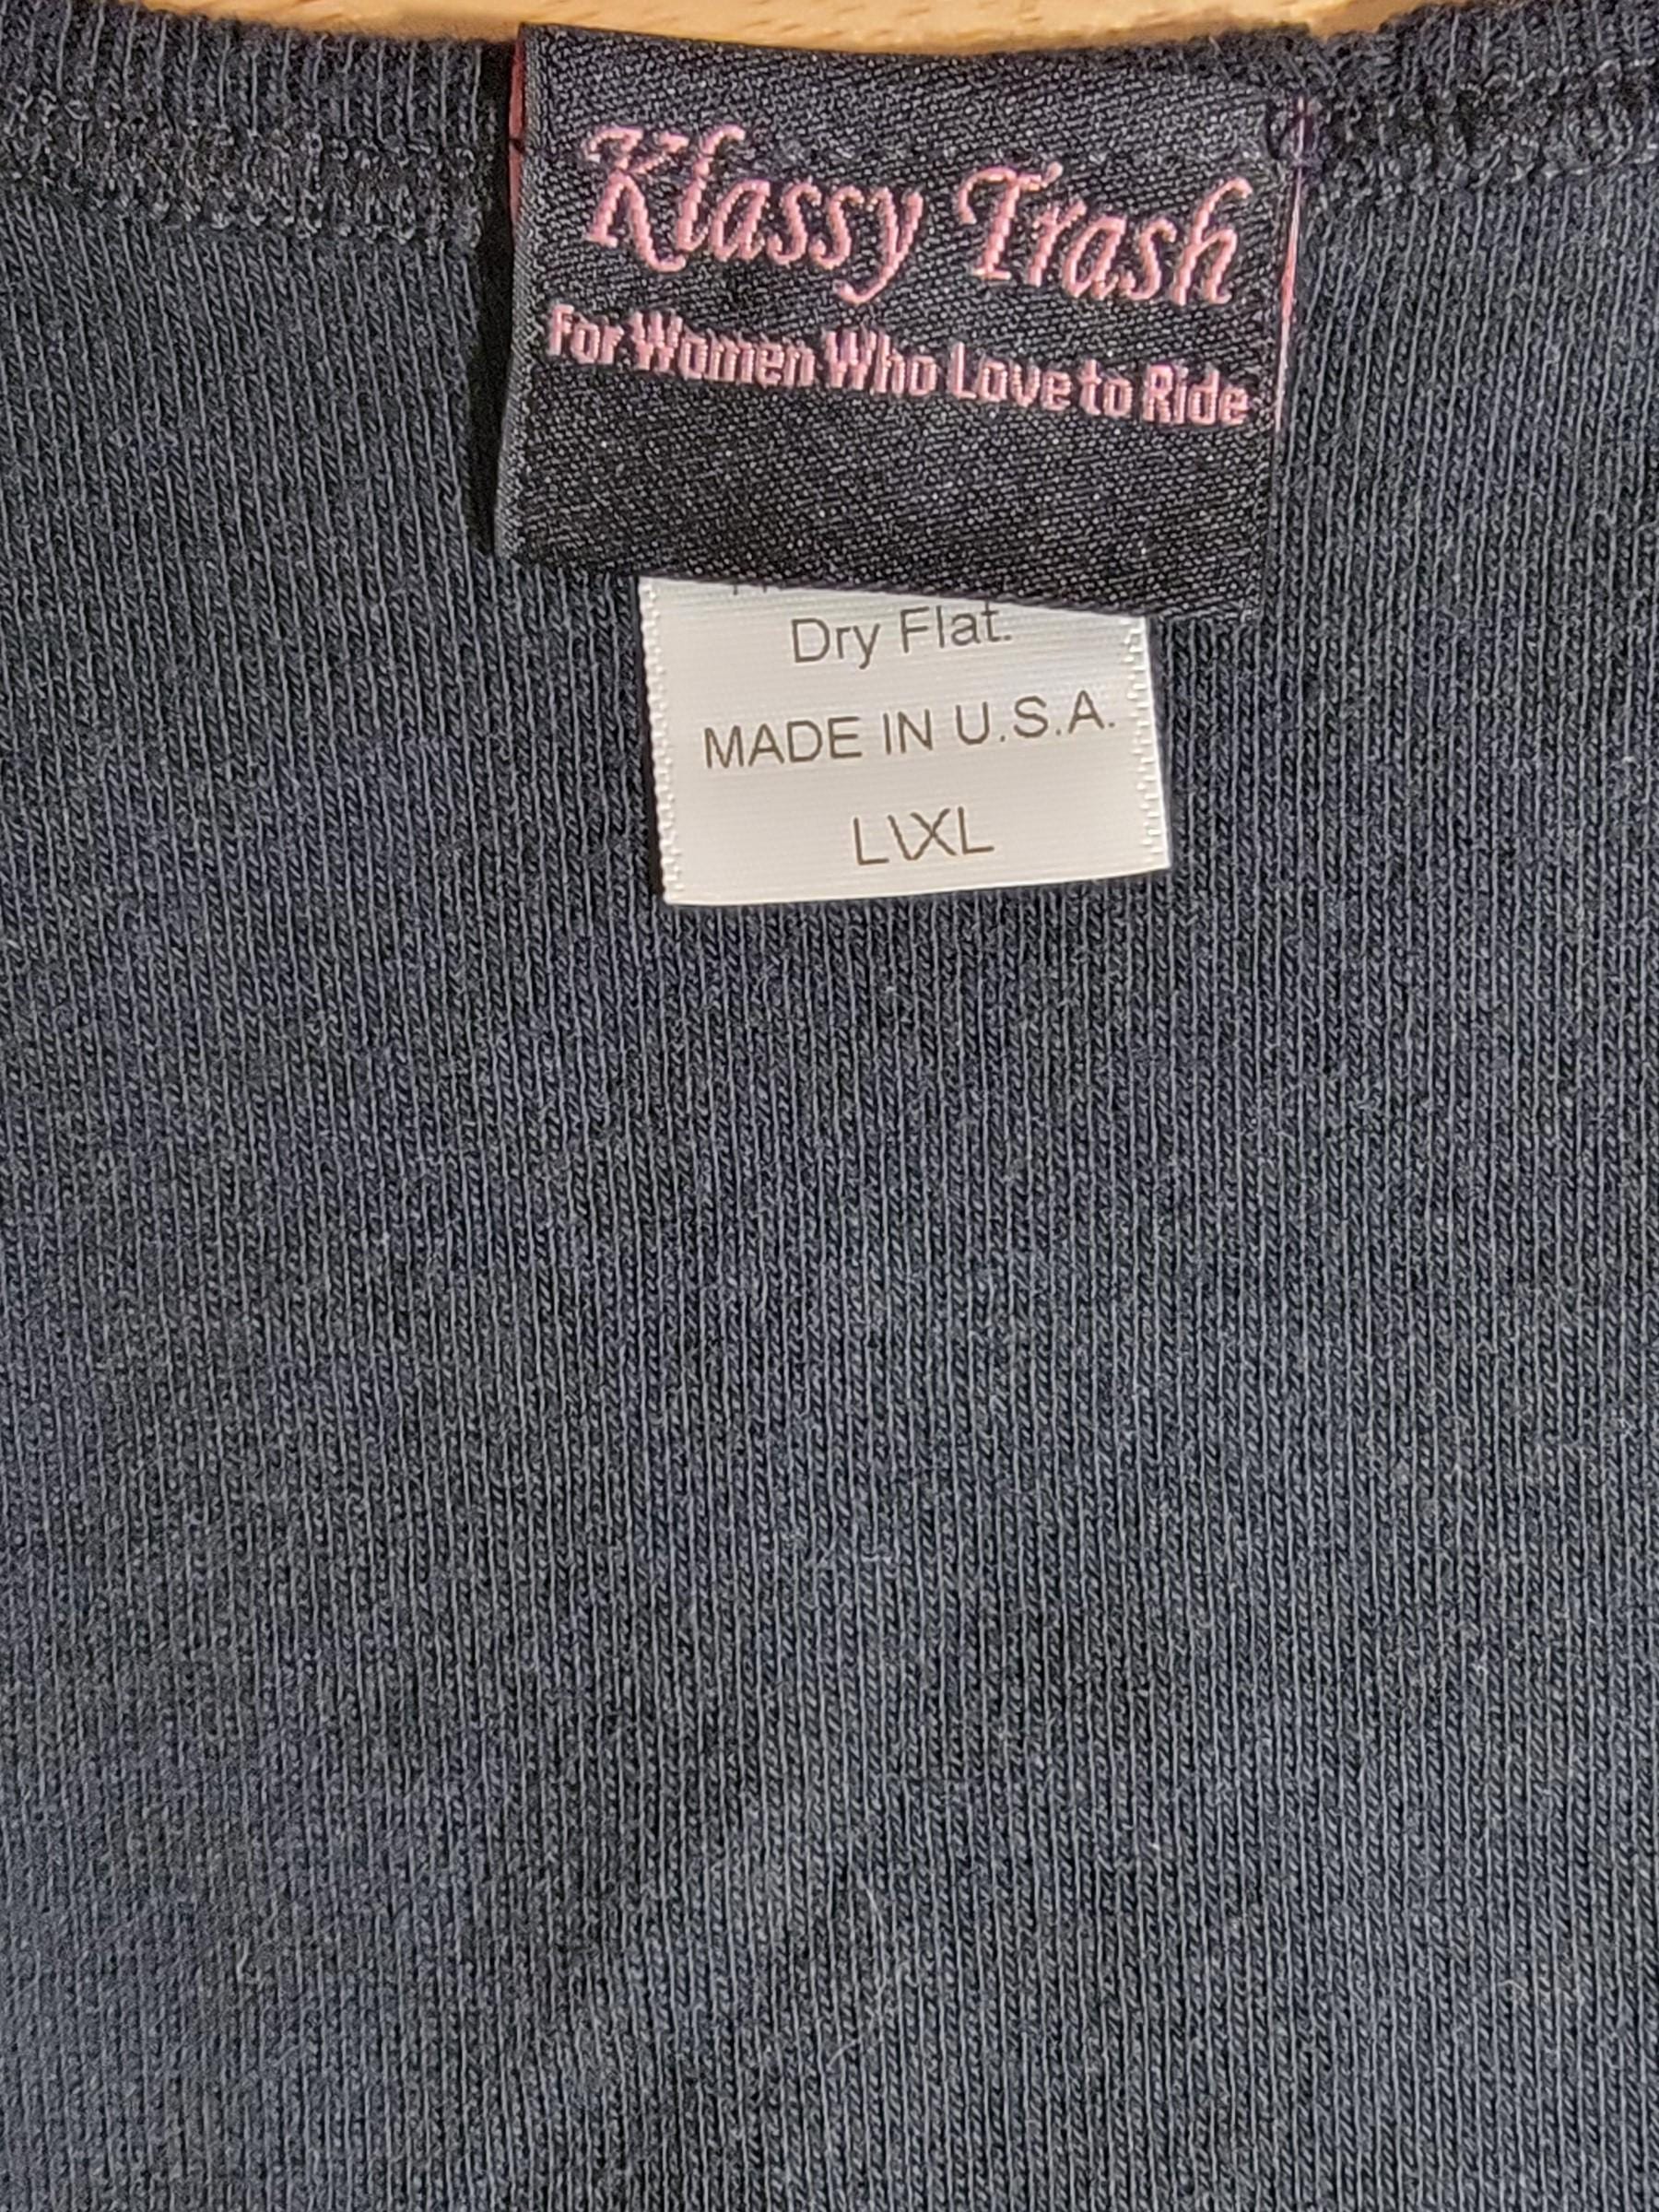 Klassy Trash
For Women Who Love to Ride
Dry Flat.
MADE IN U.S.A.
L\XL